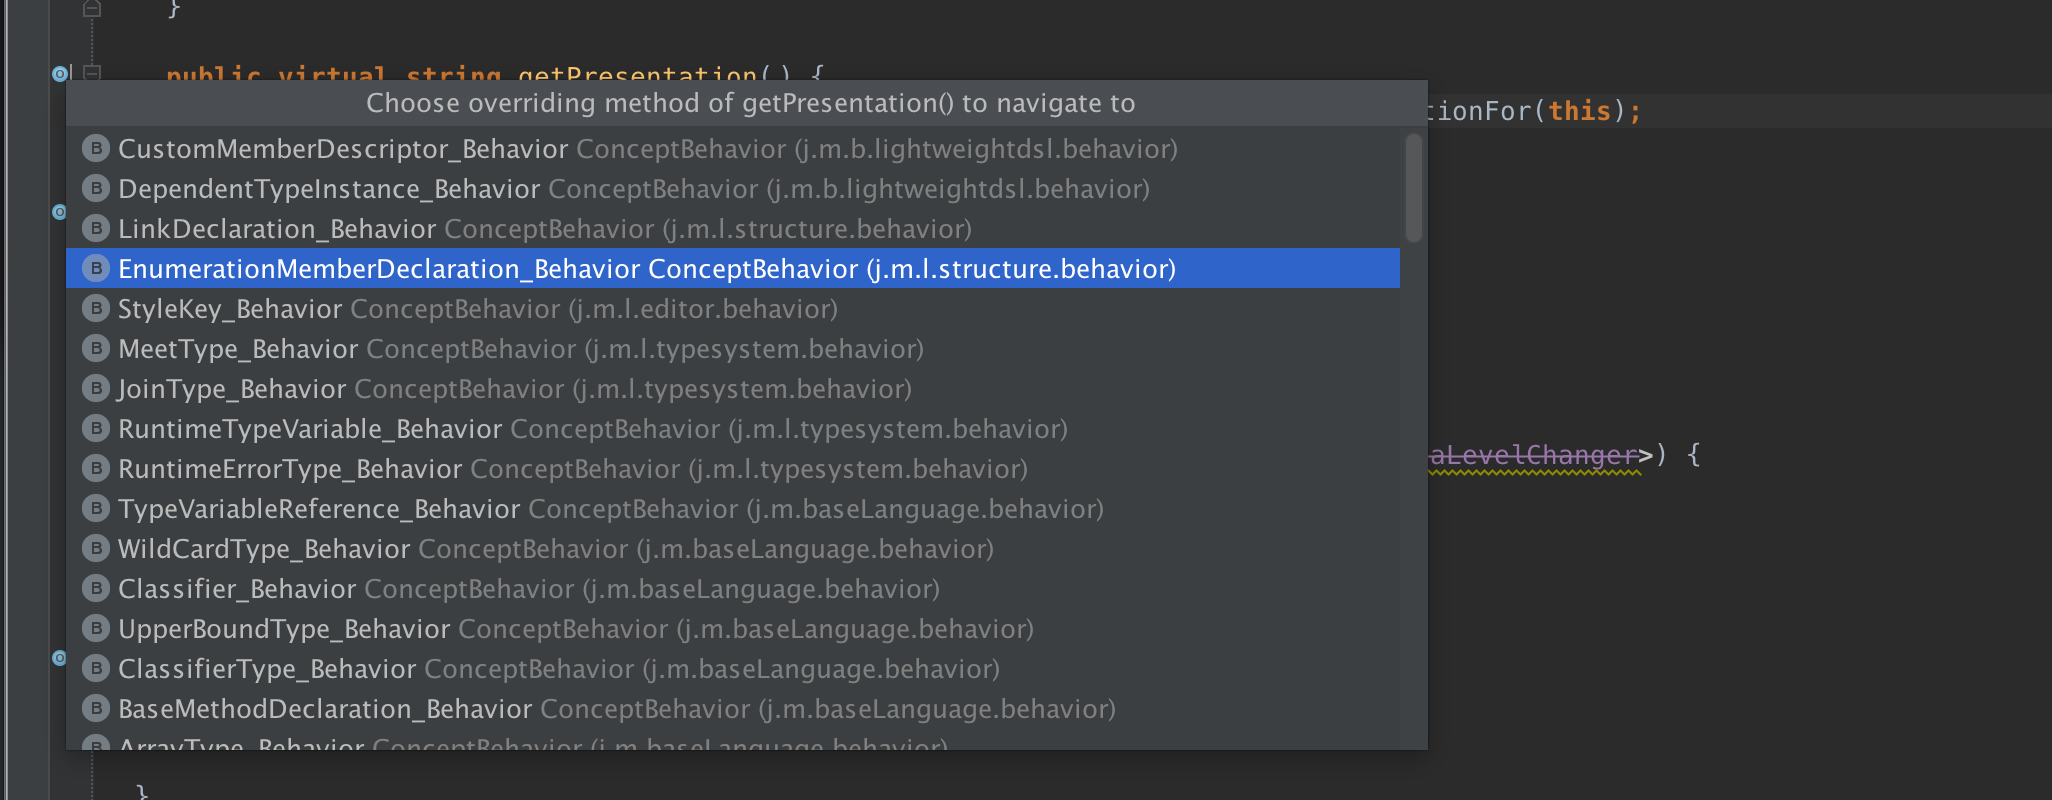 }
public virtual string getPresentation() {
Choose overriding method of getPresentation() to navigate to
tionFor(this);
B CustomMemberDescriptor_Behavior ConceptBehavior (j.m.b.lightweightdsl.behavior)
B DependentTypeInstance_Behavior ConceptBehavior (j.m.b.lightweightdsl.behavior)
B LinkDeclaration_Behavior ConceptBehavior (j.m.l.structure.behavior)
B EnumerationMemberDeclaration_Behavior ConceptBehavior (j.m.l.structure.behavior)
B StyleKey_Behavior ConceptBehavior (j.m.l.editor.behavior)
B MeetType_Behavior ConceptBehavior (j.m.l.typesystem.behavior)
B JoinType_Behavior ConceptBehavior (j.m.l.typesystem.behavior)
B RuntimeTypeVariable_Behavior ConceptBehavior (j.m.l.typesystem.behavior)
aLevelChanger>) {
B RuntimeErrorType_Behavior ConceptBehavior (j.m.l.typesystem.behavior)
B TypeVariableReference_Behavior ConceptBehavior (j.m.baseLanguage.behavior)
B WildCardType_Behavior ConceptBehavior (j.m.baseLanguage.behavior)
B Classifier_Behavior ConceptBehavior (j.m.baseLanguage.behavior)
B UpperBoundType_Behavior ConceptBehavior (j.m.baseLanguage.behavior)
B ClassifierType_Behavior ConceptBehavior (j.m.baseLanguage.behavior)
B BaseMethodDeclaration_Behavior ConceptBehavior (j.m.baseLanguage.behavior)
B ArrayType_Behavior ConceptBehavior (j.m.baseLanguage.behavior)
}